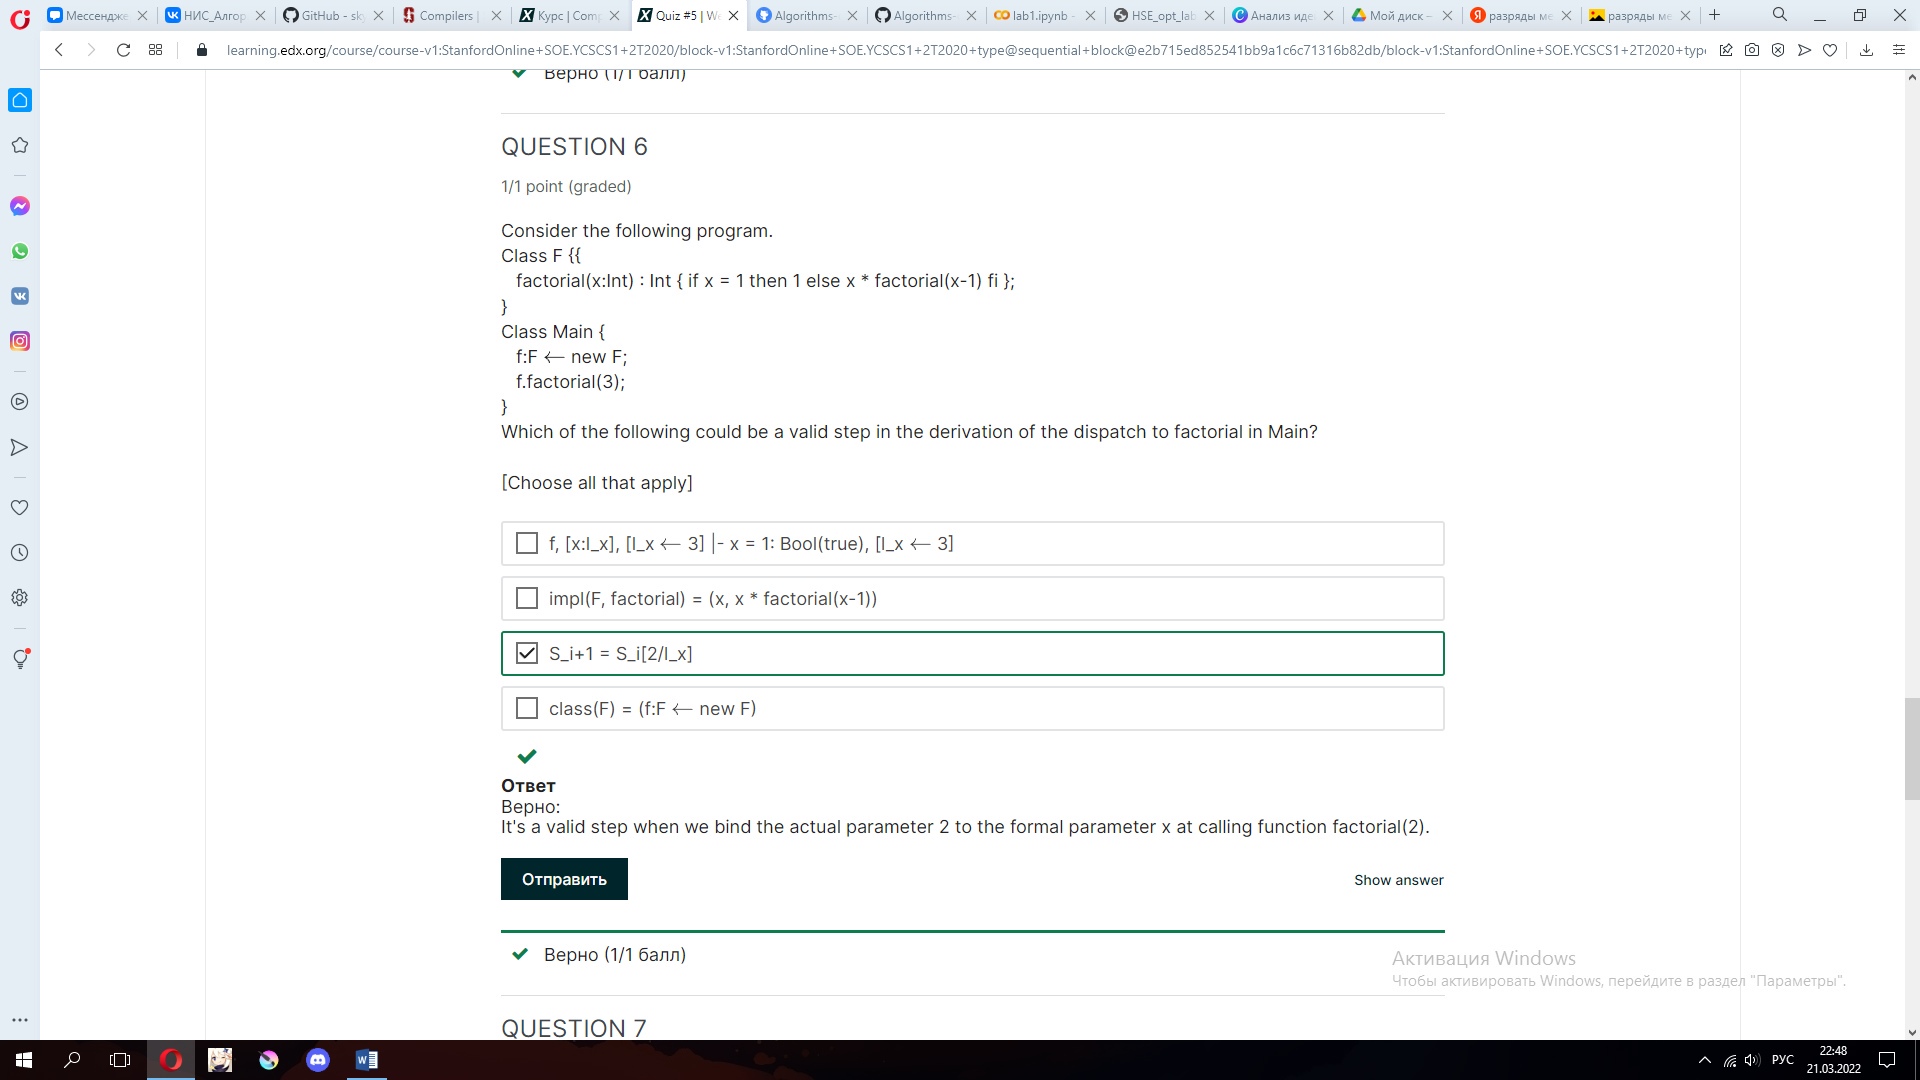 Мессендже
НИС_Алгор
GitHub - sky
Compilers |
Курс | Comp
Quiz #5 | We
Algorithms-
Algorithms-
lab1.ipynb -
HSE_opt_lab
Анализ иде
Мой диск –
разряды ме
разряды ме
learning.edx.org/course/course-v1:StanfordOnline+SOE.YCSCS1+2T2020/block-v1:StanfordOnline+SOE.YCSCS1+2T2020+type@sequential+block@e2b715ed852541bb9a1c6c71316b82db/block-v1:StanfordOnline+SOE.YCSCS1+2T2020+typ
Верно (1/1 балл)
QUESTION 6
1/1 point (graded)
Consider the following program.
Class F {{
factorial(x:Int) : Int { if x = 1 then 1 else x * factorial(x-1) fi };
}
Class Main {
f:F ← new F;
f.factorial(3);
}
Which of the following could be a valid step in the derivation of the dispatch to factorial in Main?
[Choose all that apply]
f, [x:l_x], [l_x ← 3] |- x = 1: Bool(true), [l_x ← 3]
impl(F, factorial) = (x, x * factorial(x-1))
S_i+1 = S_i[2/l_x]
class(F) = (f:F ← new F)
Ответ
Верно:
It's a valid step when we bind the actual parameter 2 to the formal parameter x at calling function factorial(2).
Отправить
Show answer
Верно (1/1 балл)
Активация Windows
Чтобы активировать Windows, перейдите в раздел "Параметры".
QUESTION 7
РУС
22:48
21.03.2022